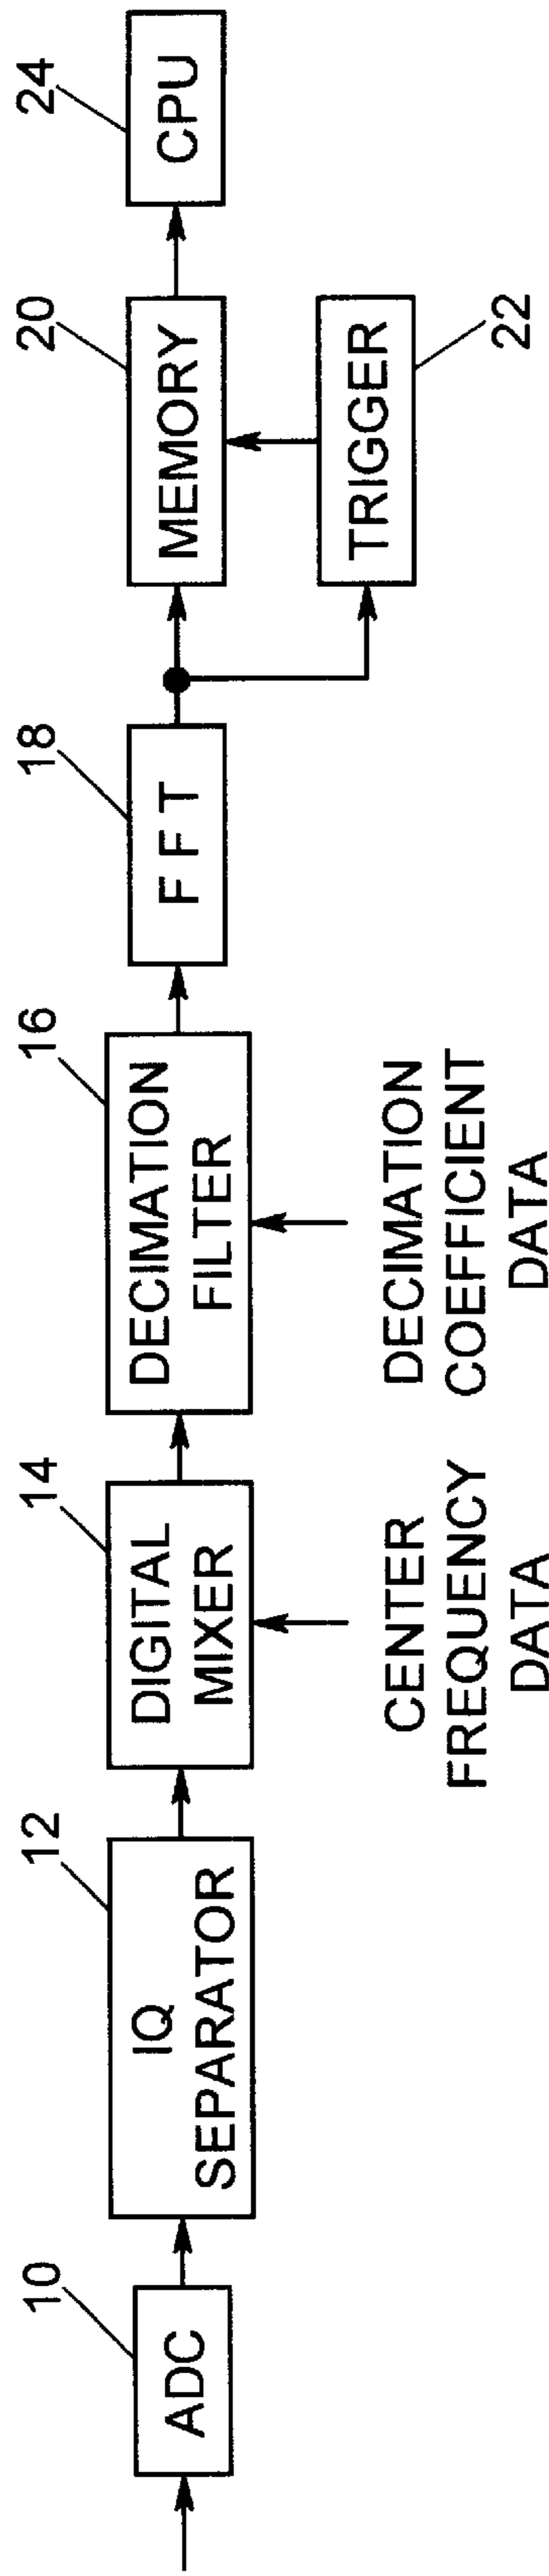 10
ADC
12
IQ
SEPARATOR
14
DIGITAL
MIXER
CENTER
FREQUENCY
DATA
16
DECIMATION
FILTER
DECIMATION
COEFFICIENT
DATA
18
F F T
20
MEMORY
TRIGGER
22
24
CPU